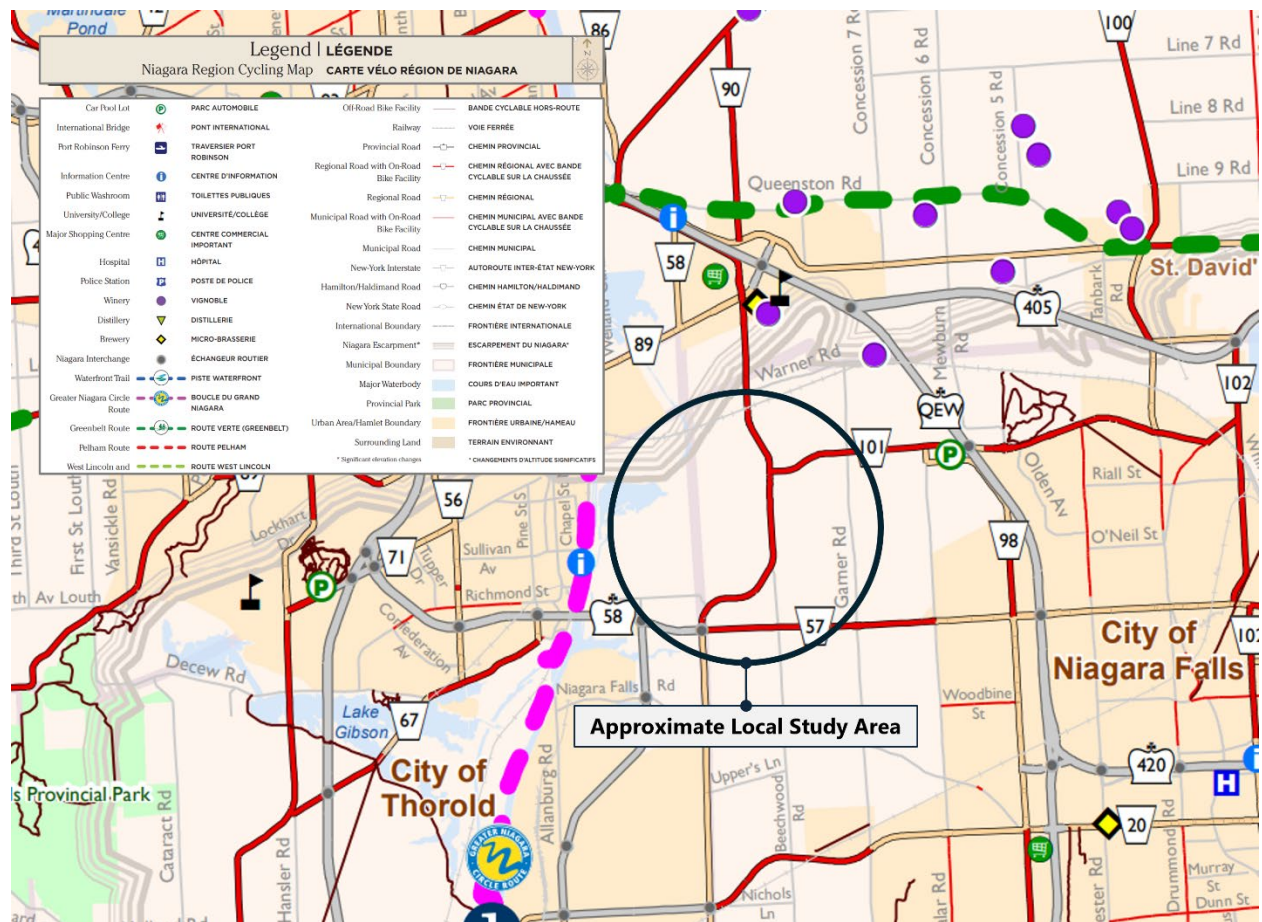 Martindale
Pond
Legend | LÉGENDE
Niagara Region Cycling Map CARTE VÉLO RÉGION DE NIAGARA
N
Car Pool Lot PARC AUTOMOBILE
International Bridge PONT INTERNATIONAL
Port Robinson Ferry TRAVERSIER PORT
ROBINSON
Information Centre CENTRE D'INFORMATION
Public Washroom TOILETTES PUBLIQUES
University/College UNIVERSITÉ/COLLÈGE
Major Shopping Centre CENTRE COMMERCIAL
IMPORTANT
Hospital HÔPITAL
Police Station POSTE DE POLICE
Winery VIGNOBLE
Distillery DISTILLERIE
Brewery MICRO-BRASSERIE
Niagara Interchange ÉCHANGEUR ROUTIER
Waterfront Trail PISTE WATERFRONT
Greater Niagara Circle
Route BOUCLE DU GRAND
NIAGARA
Greenbelt Route ROUTE VERTE (GREENBELT)
Pelham Route ROUTE PELHAM
West Lincoln and ROUTE WEST LINCOLN
Off-Road Bike Facility BANDE CYCLABLE HORS-ROUTE
Railway VOIE FERRÉE
Provincial Road CHEMIN PROVINCIAL
Regional Road with On-Road
Bike Facility CHEMIN RÉGIONAL AVEC BANDE
CYCLABLE SUR LA CHAUSSÉE
Regional Road CHEMIN RÉGIONAL
Municipal Road with On-Road
Bike Facility CHEMIN MUNICIPAL AVEC BANDE
CYCLABLE SUR LA CHAUSSÉE
Municipal Road CHEMIN MUNICIPAL
New-York Interstate AUTOROUTE INTER-ÉTAT NEW-YORK
Hamilton/Haldimand Road CHEMIN HAMILTON/HALDIMAND
New York State Road CHEMIN ÉTAT DE NEW-YORK
International Boundary FRONTIÈRE INTERNATIONALE
Niagara Escarpment* ESCARPEMENT DU NIAGARA*
Municipal Boundary FRONTIÈRE MUNICIPALE
Major Waterbody COURS D'EAU IMPORTANT
Provincial Park PARC PROVINCIAL
Urban Area/Hamlet Boundary FRONTIÈRE URBAINE/HAMEAU
Surrounding Land TERRAIN ENVIRONNANT
* Significant elevation changes * CHANGEMENTS D'ALTITUDE SIGNIFICATIFS
86
90
100
Line 7 Rd
Line 8 Rd
Line 9 Rd
Concession 7 Rd
Concession 6 Rd
Concession 5 Rd
Queenston Rd
58
89
St. David'
405
Tanbark
Rd
Mewburn
Rd
Warner Rd
102
QEW
101
P
Olden Av
Riall St
O'Neil St
98
Garner Rd
57
58
City of
Niagara Falls
102
Woodbine
St
420
H
20
Drummond Rd
Murray
St
Dunn St
Third St Louth
First St Louth
Vansickle Rd
th Av Louth
Lockhart
Dr
P
71
56
Tupper
Dr
Sullivan
Av
Pine St S
Chapel St
Richmond St
Confederation
Av
Decew Rd
Lake
Gibson
67
Niagara Falls Rd
Approximate Local Study Area
City of
Thorold
Allanburg Rd
Upper's Ln
Beechwood
Rd
Nichols
Ln
ls Provincial Park
Cataract Rd
Hansler Rd
GREATER NIAGARA
CIRCLE ROUTE